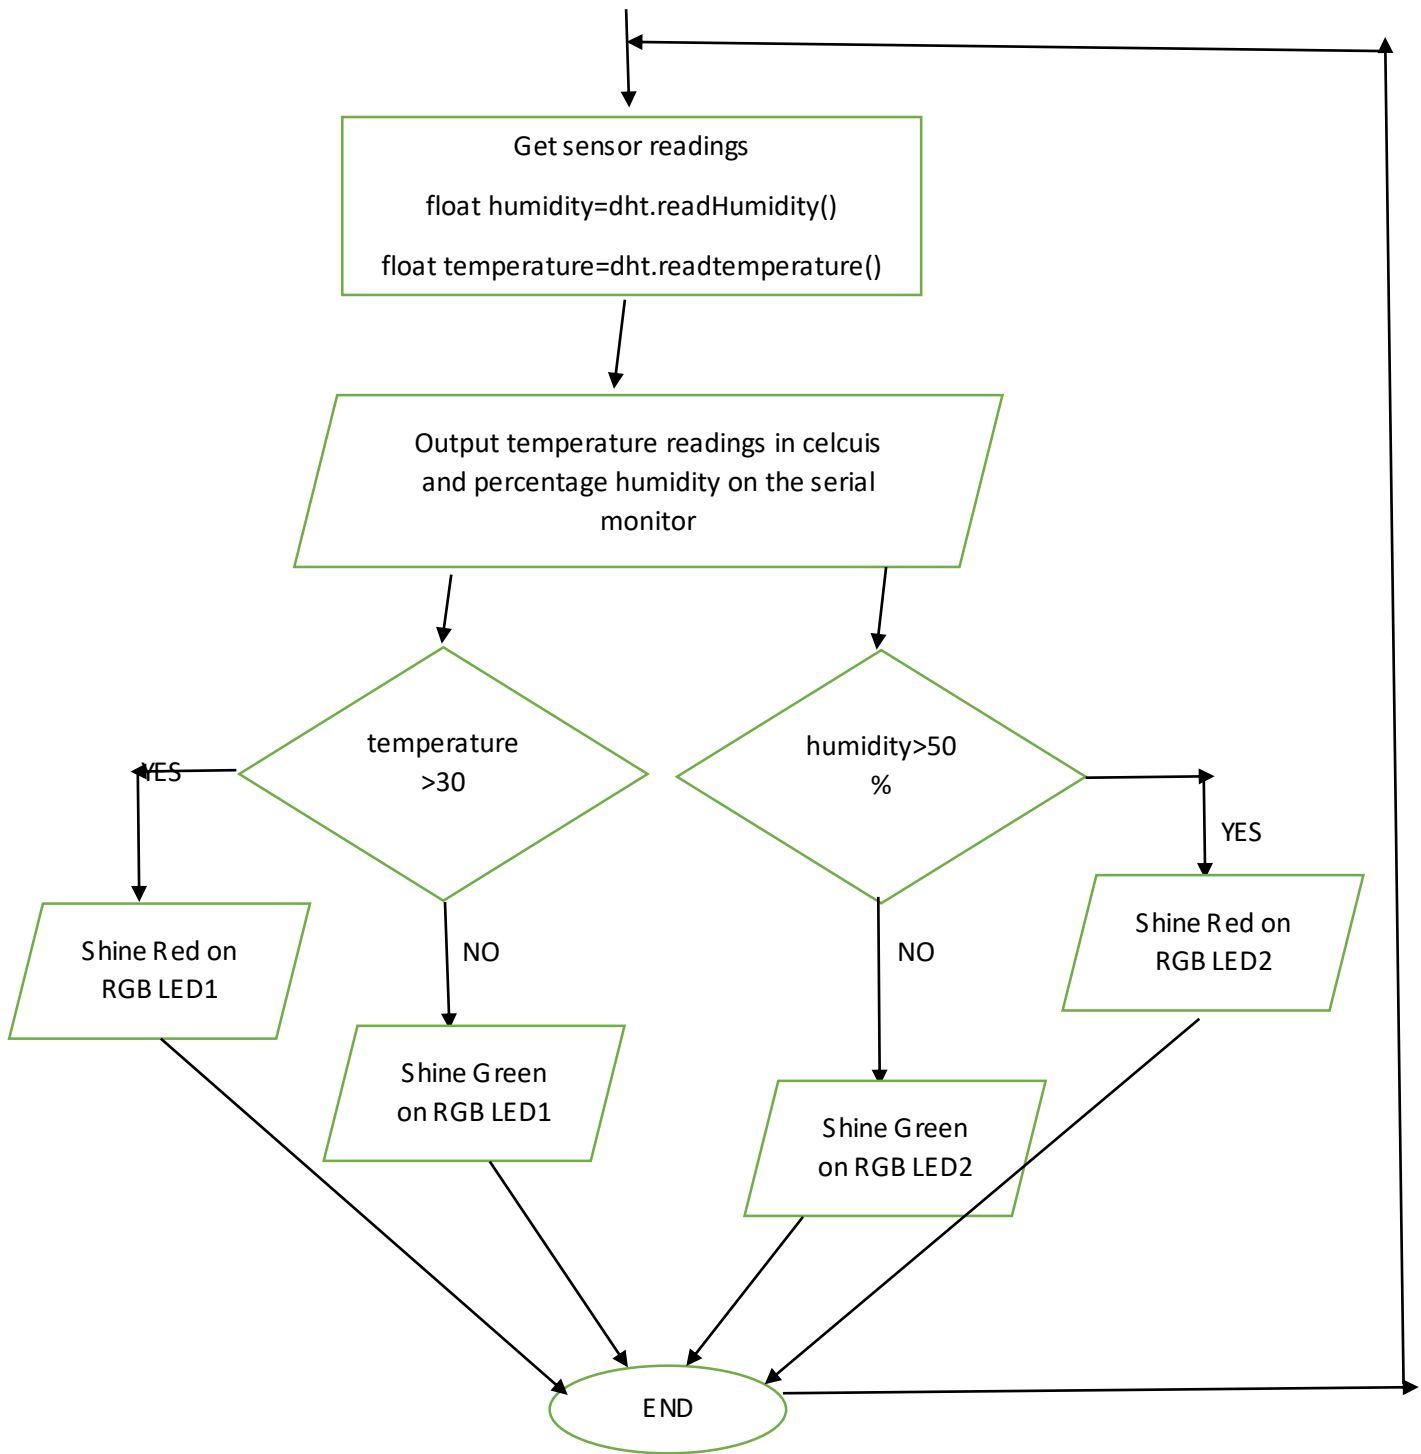 Get sensor readings
float humidity=dht.readHumidity()
float temperature=dht.readtemperature()
Output temperature readings in celcuis
and percentage humidity on the serial
monitor
temperature
>30
humidity>50
%
YES
YES
Shine Red on
RGB LED1
NO
NO
Shine Red on
RGB LED2
Shine Green
on RGB LED1
Shine Green
on RGB LED2
END